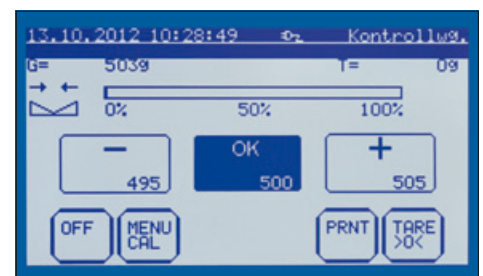 13.10.2012 10:28:49 Kontrollwg.
G= 503g T= 0g
→ ←
0% 50% 100%
− OK +
495 500 505
OFF MENU PRNT TARE
CAL >0<